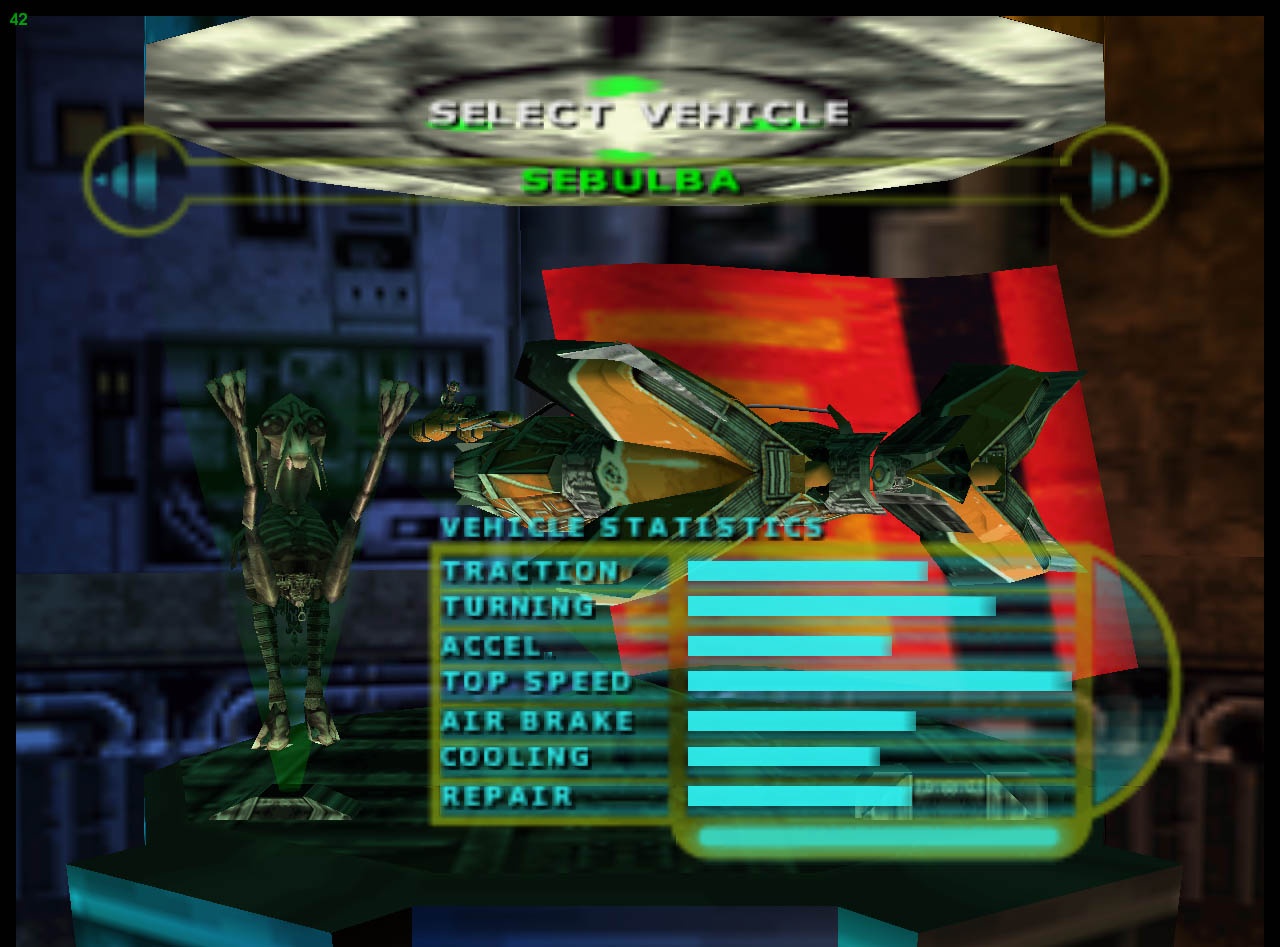 42
SELECT VEHICLE
SEBULBA
VEHICLE STATISTICS
TRACTION
TURNING
ACCEL.
TOP SPEED
AIR BRAKE
COOLING
REPAIR